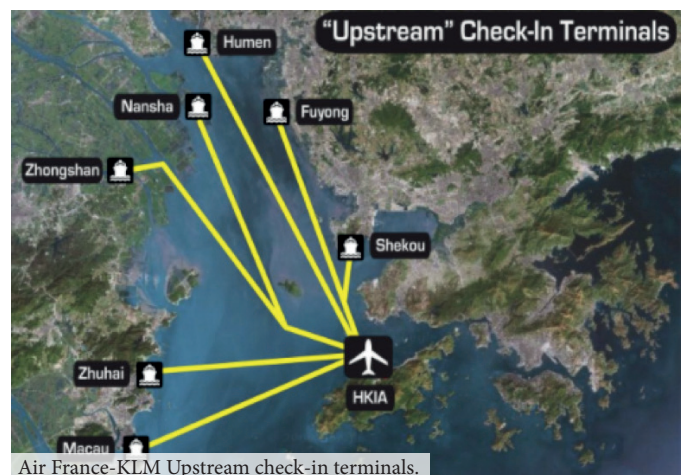 “Upstream” Check-In Terminals
Humen
Nansha
Fuyong
Zhongshan
Shekou
Zhuhai
HKIA
Macau
Air France-KLM Upstream check-in terminals.